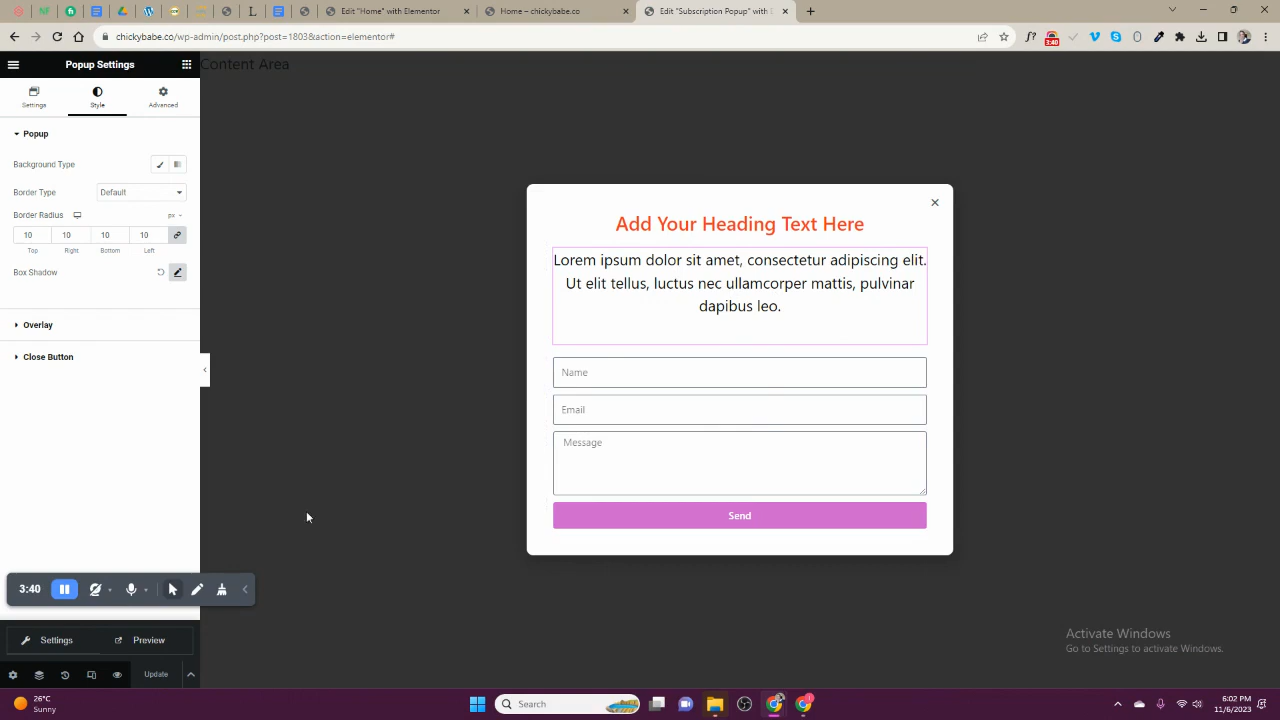 Edit "Home" with Elementor
Home – chickybabe.co
Edit "Subscription Popup" with E
chickybabe.co/wp-admin/post.php?post=1803&action=elementor#
3:40
Popup Settings
Content Area
Settings
Style
Advanced
Popup
Background Type
Border Type
Default
Border Radius
px
10
10
10
10
Top
Right
Bottom
Left
Box Shadow
Overlay
Close Button
Add Your Heading Text Here
Lorem ipsum dolor sit amet, consectetur adipiscing elit.
Ut elit tellus, luctus nec ullamcorper mattis, pulvinar
dapibus leo.
Name
Email
Message
Send
3:40
Settings
Preview
Update
Activate Windows
Go to Settings to activate Windows.
26°C
Sunny
Search
6:02 PM
11/6/2023